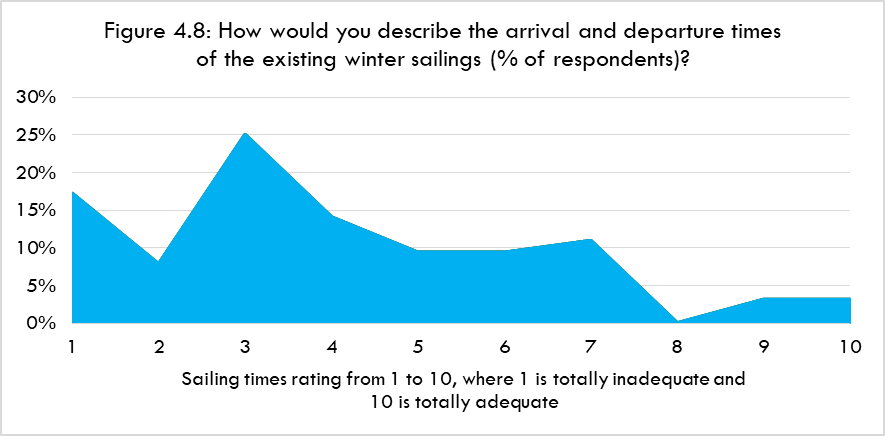 Figure 4.8: How would you describe the arrival and departure times
of the existing winter sailings (% of respondents)?
30%
25%
20%
15%
10%
5%
0%
1 2 3 4 5 6 7 8 9 10
Sailing times rating from 1 to 10, where 1 is totally inadequate and
10 is totally adequate